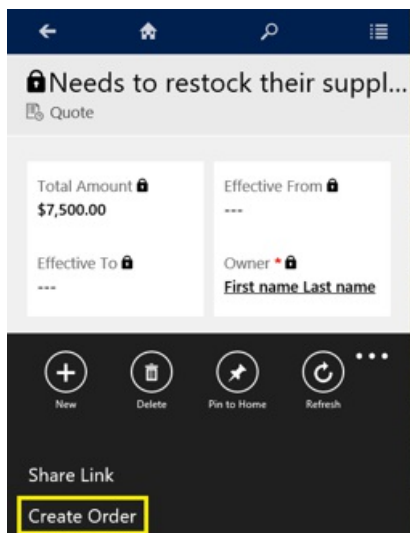 Needs to restock their suppl...
Quote
Total Amount
$7,500.00
Effective From
---
Effective To
---
Owner *
First name Last name
...
New
Delete
Pin to Home
Refresh
Share Link
Create Order